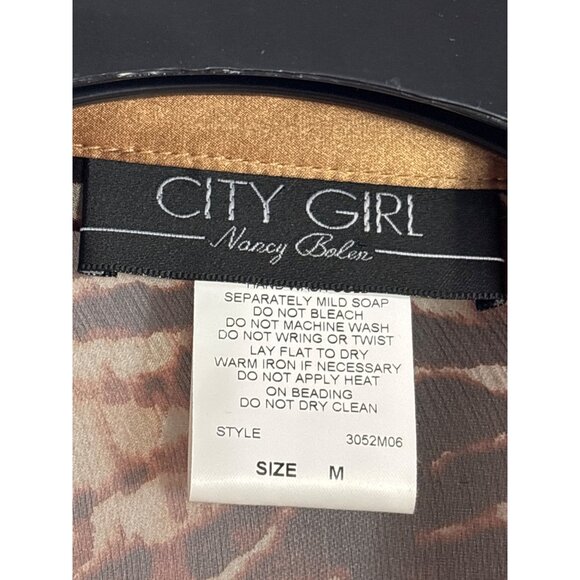 CITY GIRL
Nancy Bolen
SEPARATELY MILD SOAP
DO NOT BLEACH
DO NOT MACHINE WASH
DO NOT WRING OR TWIST
LAY FLAT TO DRY
WARM IRON IF NECESSARY
DO NOT APPLY HEAT
ON BEADING
DO NOT DRY CLEAN
STYLE 3052M06
SIZE M